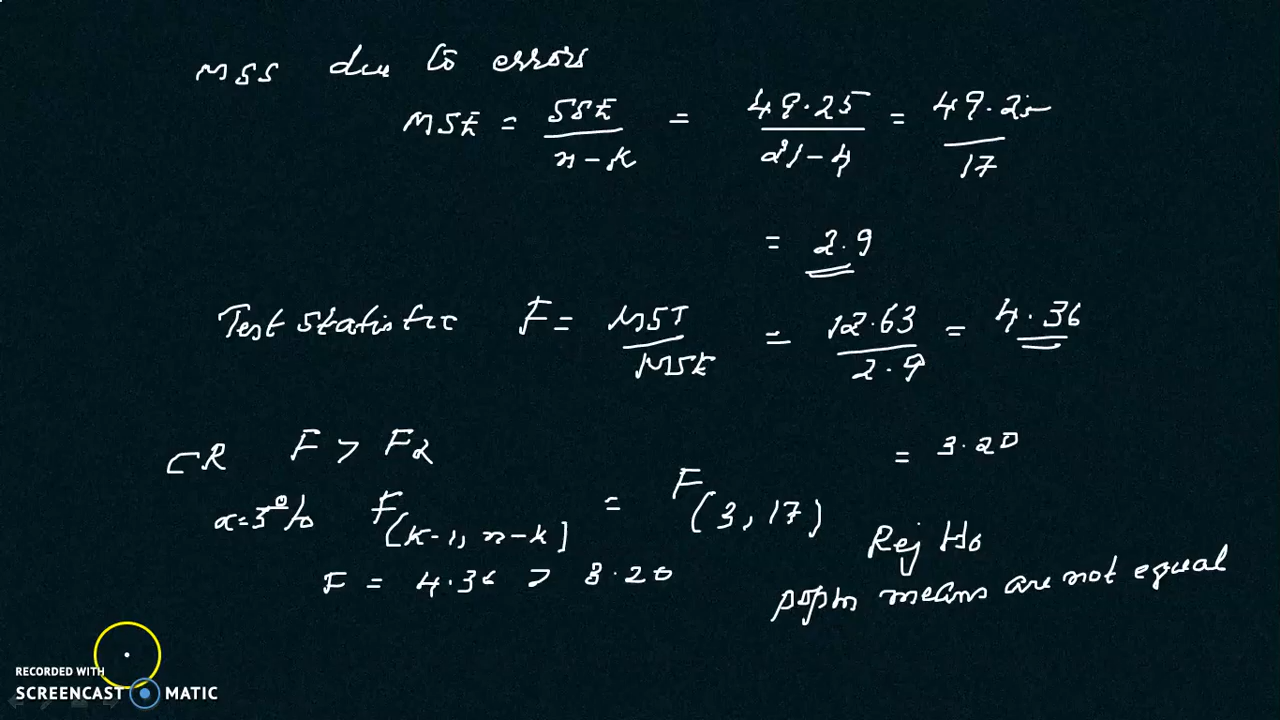 MSS due to errors
MSE = SSE / n-k = 49.25 / 21-4 = 49.25 / 17
= 2.9
Test Statistic F = MST / MSE = 12.63 / 2.9 = 4.36
CR F > Fα = 3.20
α=5% F(k-1, n-k) = F(3, 17)
Rej H0
F = 4.36 > 3.20
popln means are not equal
RECORDED WITH
SCREENCAST MATIC